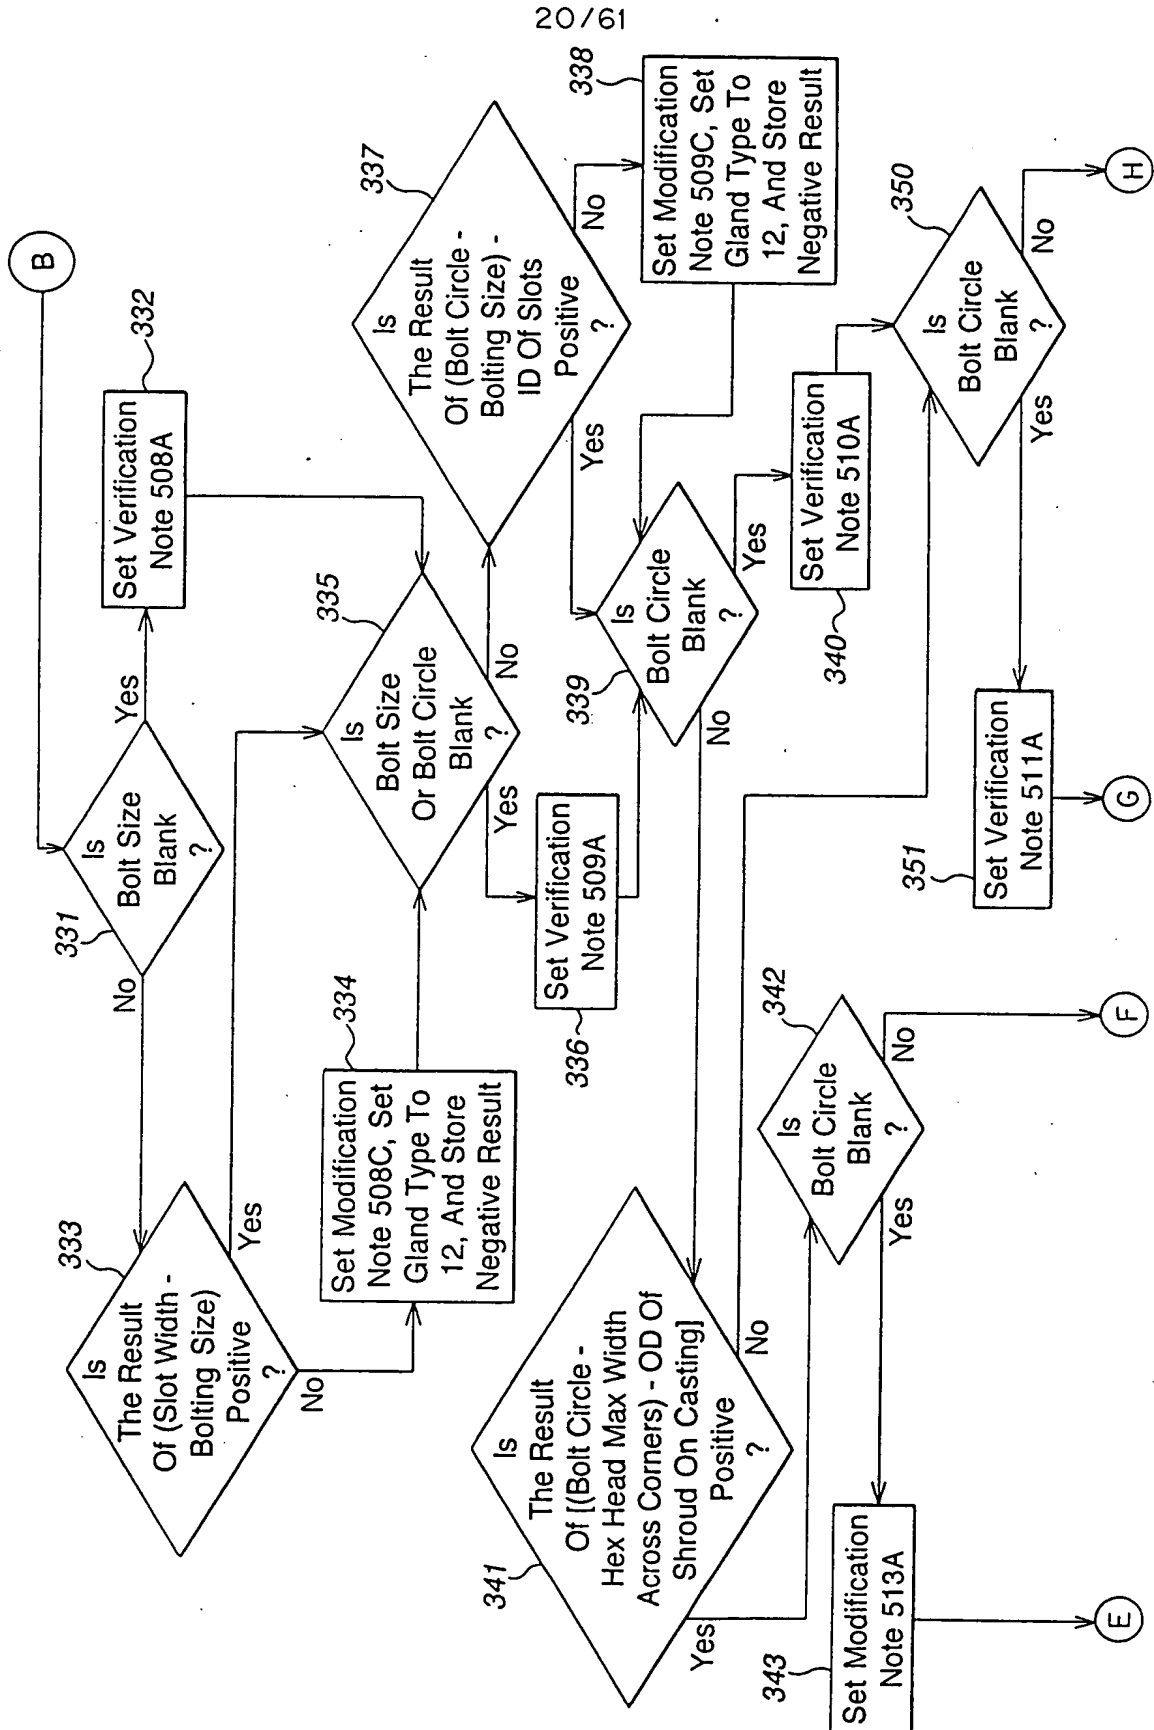 20/61
B
331
Is
Bolt Size
Blank
?
Yes
No
332
Set Verification
Note 508A
333
Is
The Result
Of (Slot Width -
Bolting Size)
Positive
?
Yes
No
334
Set Modification
Note 508C, Set
Gland Type To
12, And Store
Negative Result
335
Is
Bolt Size
Or Bolt Circle
Blank
?
Yes
No
336
Set Verification
Note 509A
337
Is
The Result
Of (Bolt Circle -
Bolting Size) -
ID Of Slots
Positive
?
Yes
No
338
Set Modification
Note 509C, Set
Gland Type To
12, And Store
Negative Result
339
Is
Bolt Circle
Blank
?
Yes
No
340
Set Verification
Note 510A
341
Is
The Result
Of [(Bolt Circle -
Hex Head Max Width
Across Corners) - OD Of
Shroud On Casting]
Positive
?
Yes
No
342
Is
Bolt Circle
Blank
?
Yes
No
343
Set Modification
Note 513A
350
Is
Bolt Circle
Blank
?
Yes
No
351
Set Verification
Note 511A
E
F
G
H